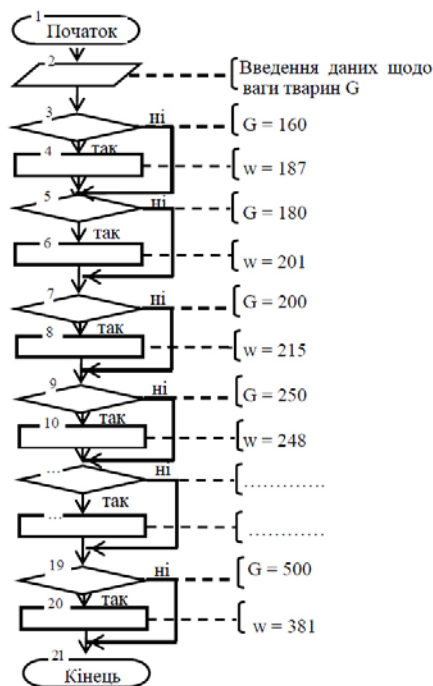 1
Початок
2
Введення даних щодо
ваги тварин G
3
ні
G = 160
так
4
w = 187
5
ні
G = 180
так
6
w = 201
7
ні
G = 200
так
8
w = 215
9
ні
G = 250
так
10
w = 248
...
ні
.............
так
...
.............
19
ні
G = 500
так
20
w = 381
21
Кінець